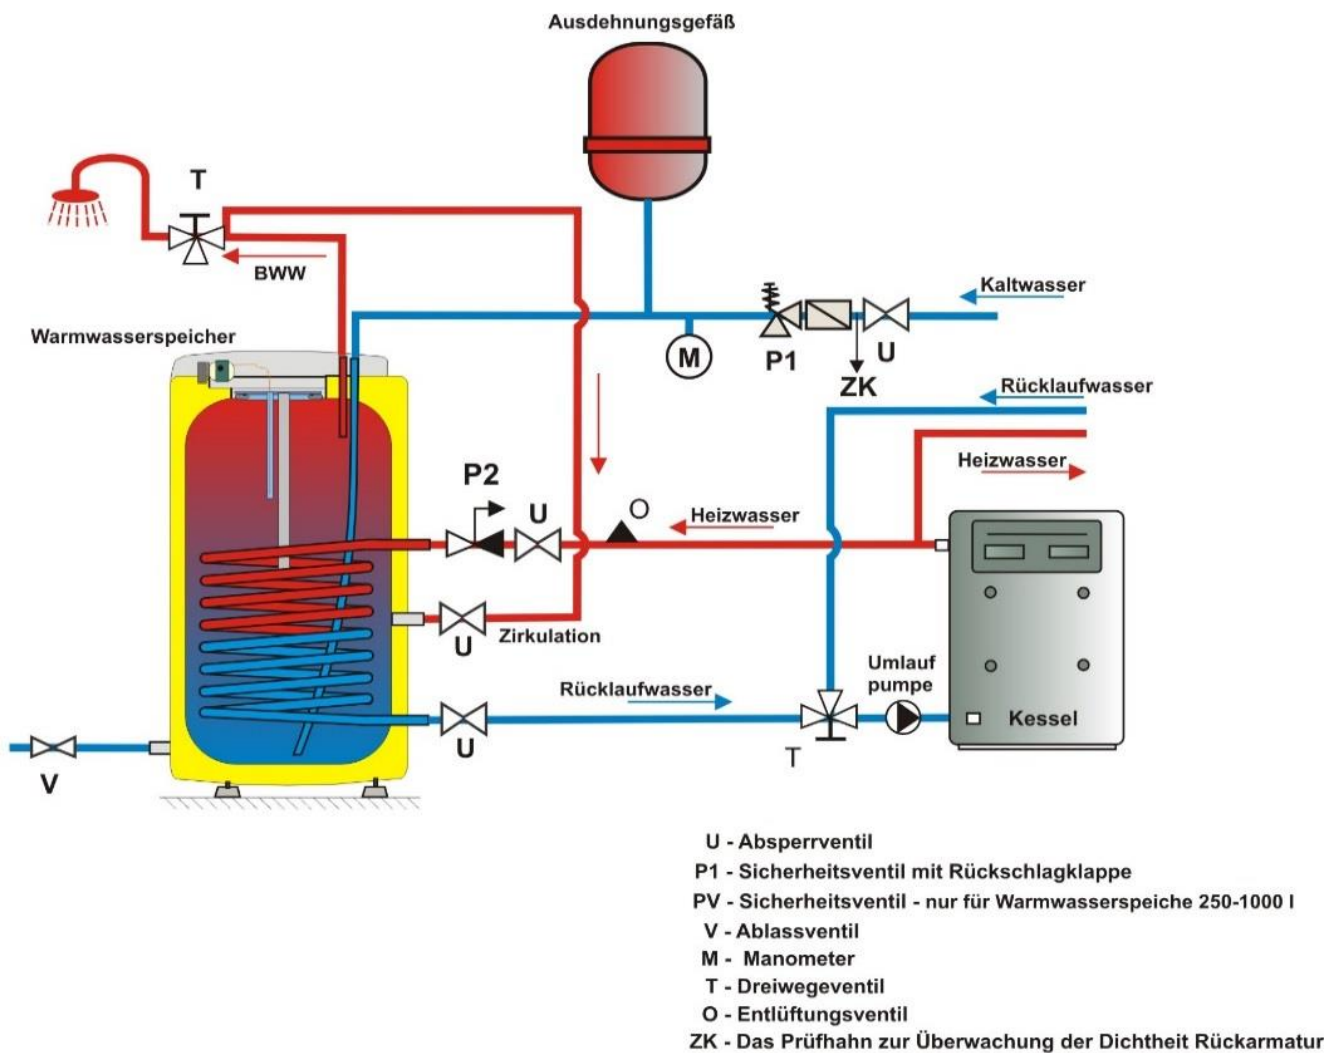 Ausdehnungsgefäß
T
BWW
Kaltwasser
Warmwasserspeicher
M
P1
U
ZK
Rücklaufwasser
Heizwasser
P2
U
O
Heizwasser
U
Zirkulation
Umlauf
pumpe
Rücklaufwasser
Kessel
U
T
V
U - Absperrventil
P1 - Sicherheitsventil mit Rückschlagklappe
PV - Sicherheitsventil - nur für Warmwasserspeiche 250-1000 l
V - Ablassventil
M - Manometer
T - Dreiwegeventil
O - Entlüftungsventil
ZK - Das Prüfhahn zur Überwachung der Dichtheit Rückarmatur